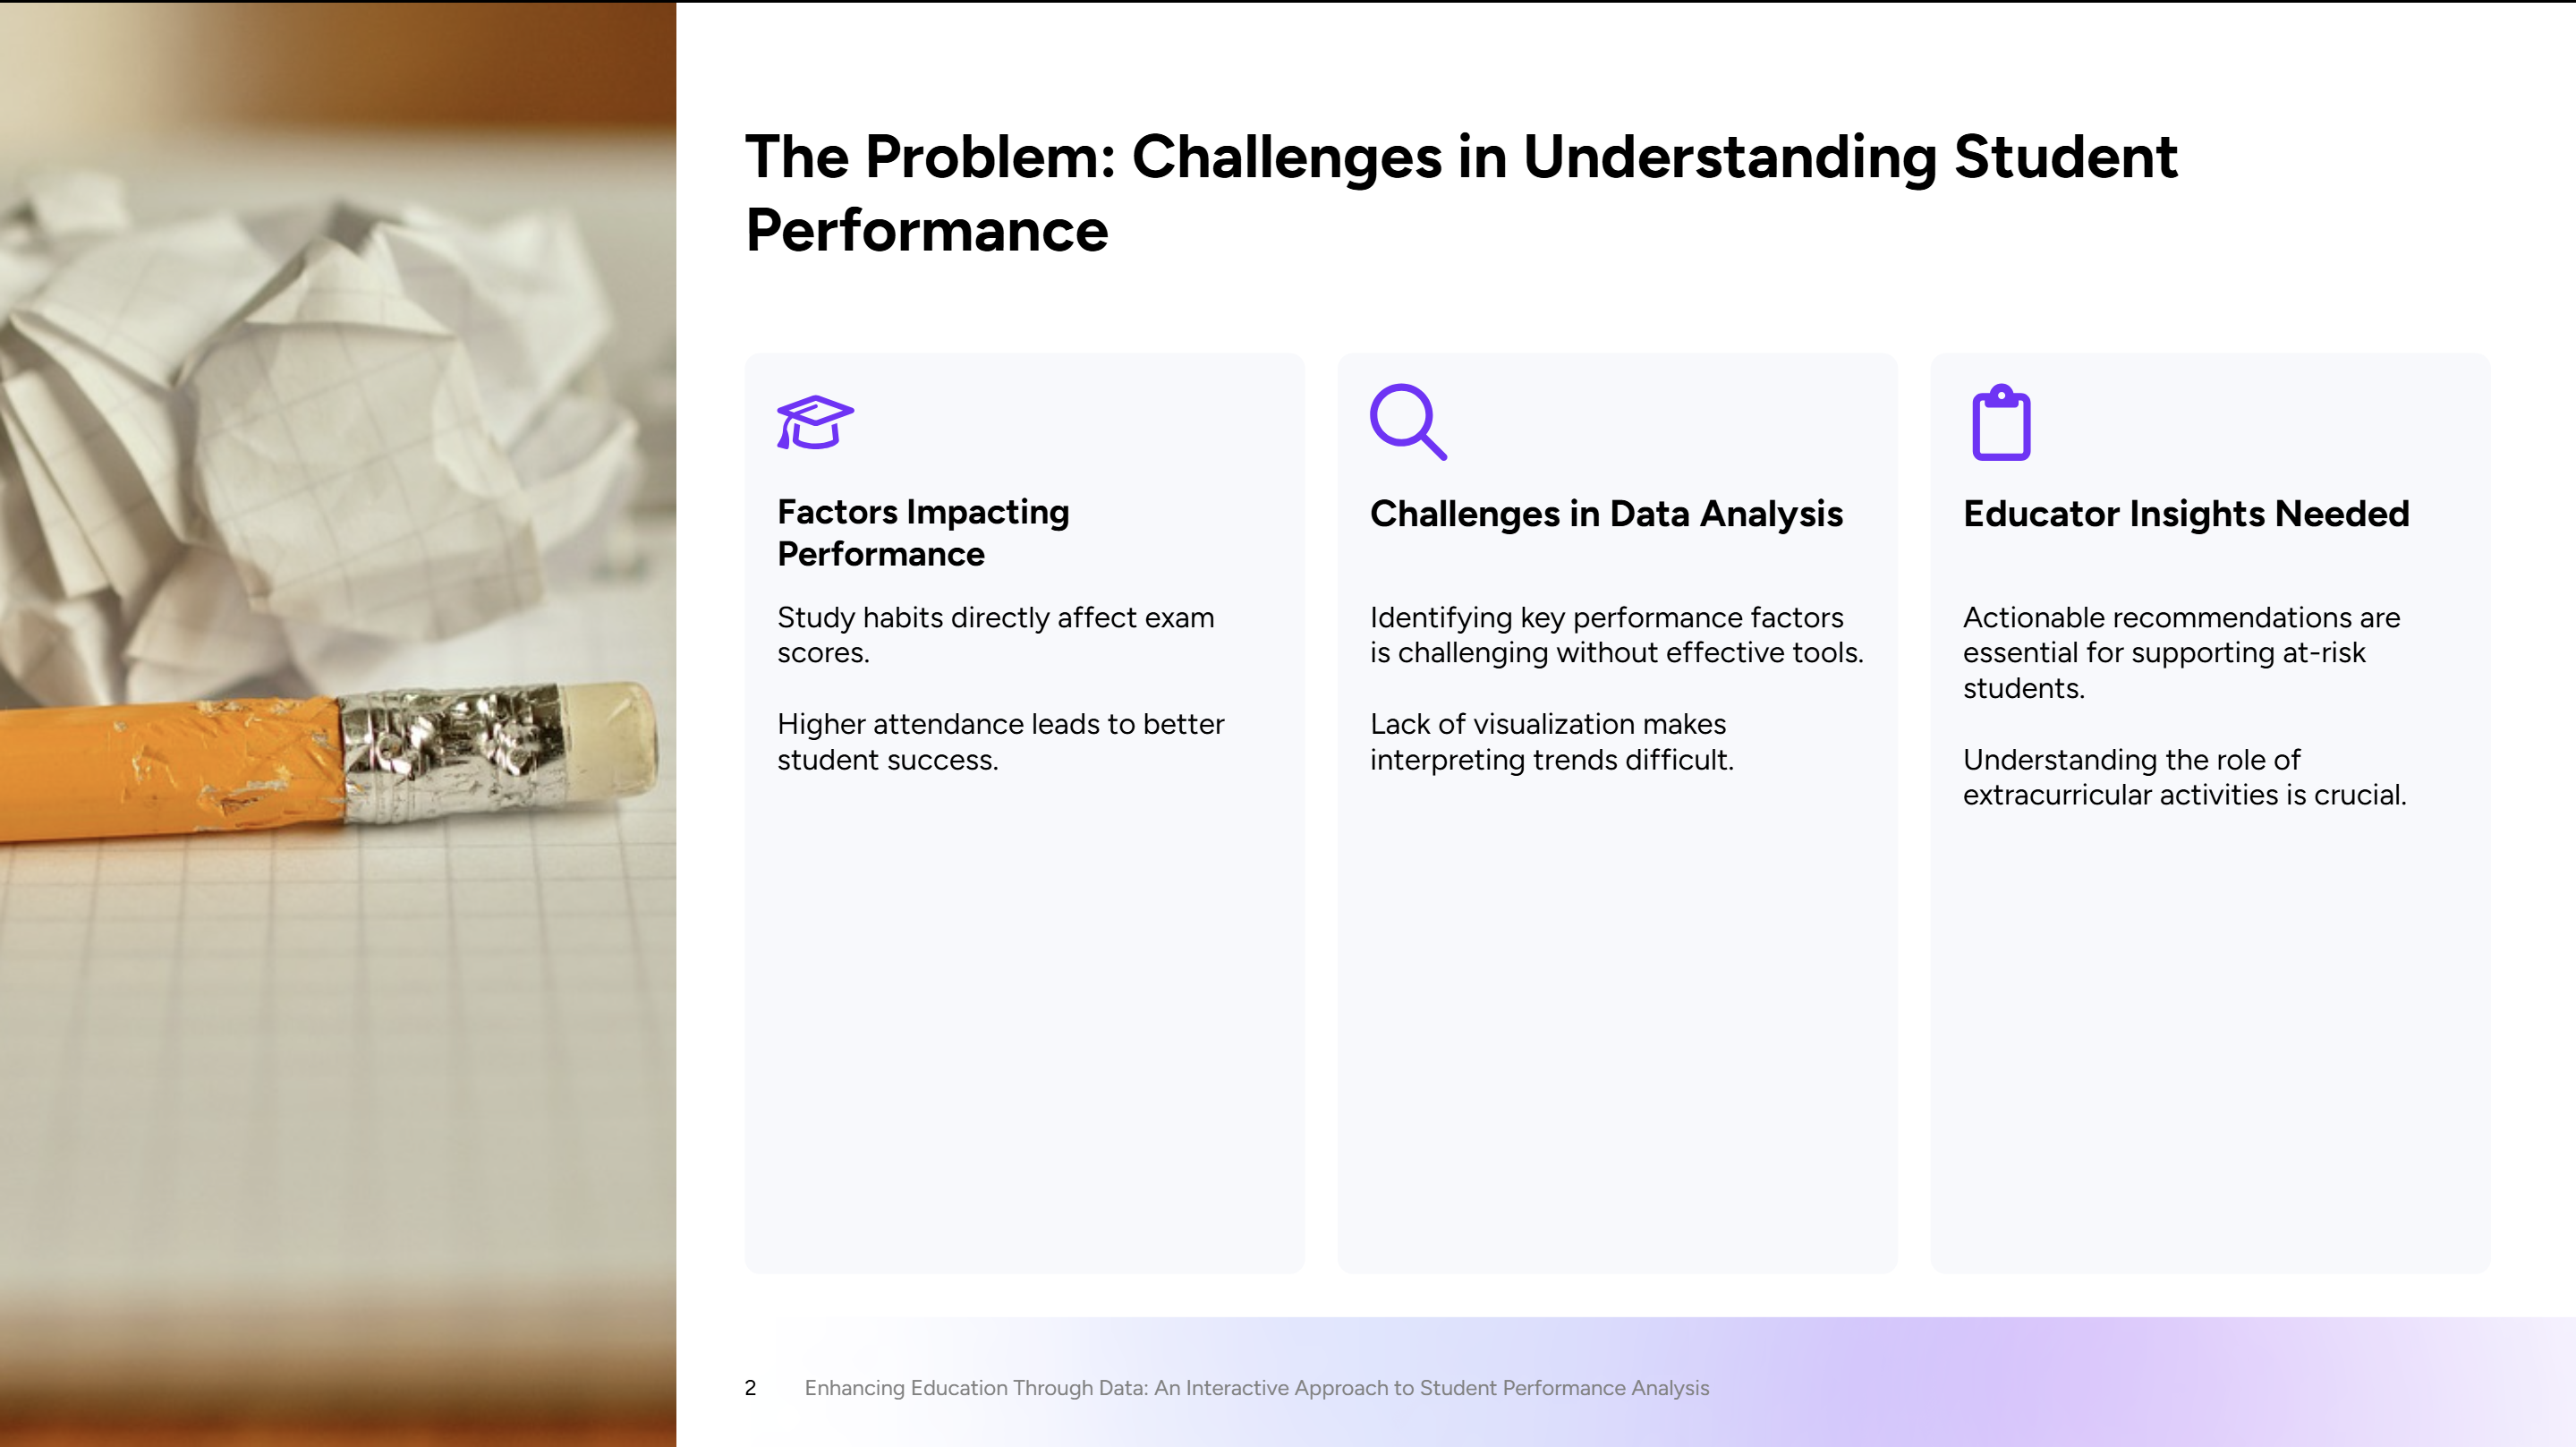 The Problem: Challenges in Understanding Student
Performance
Factors Impacting
Performance
Study habits directly affect exam
scores.
Higher attendance leads to better
student success.
Challenges in Data Analysis
Identifying key performance factors
is challenging without effective tools.
Lack of visualization makes
interpreting trends difficult.
Educator Insights Needed
Actionable recommendations are
essential for supporting at-risk
students.
Understanding the role of
extracurricular activities is crucial.
2
Enhancing Education Through Data: An Interactive Approach to Student Performance Analysis